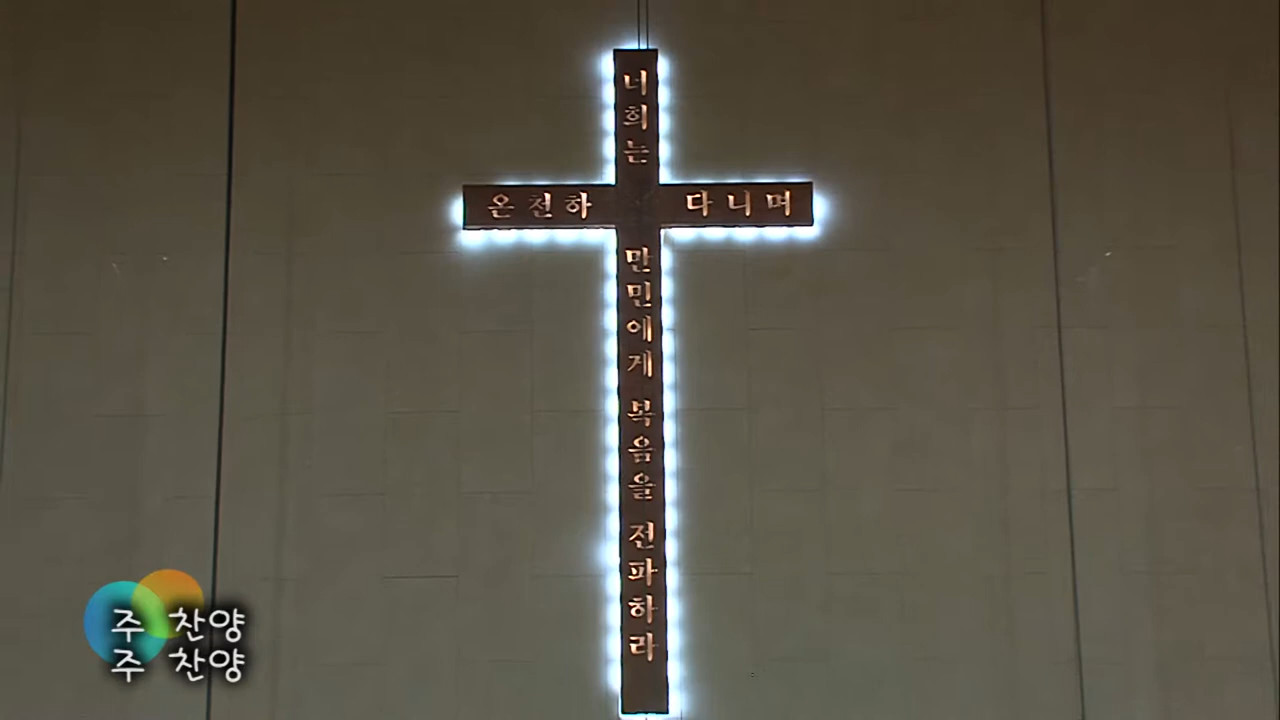 너희는
온천하 다니며
만민에게 복음을 전파하라
주 찬양
주 찬양